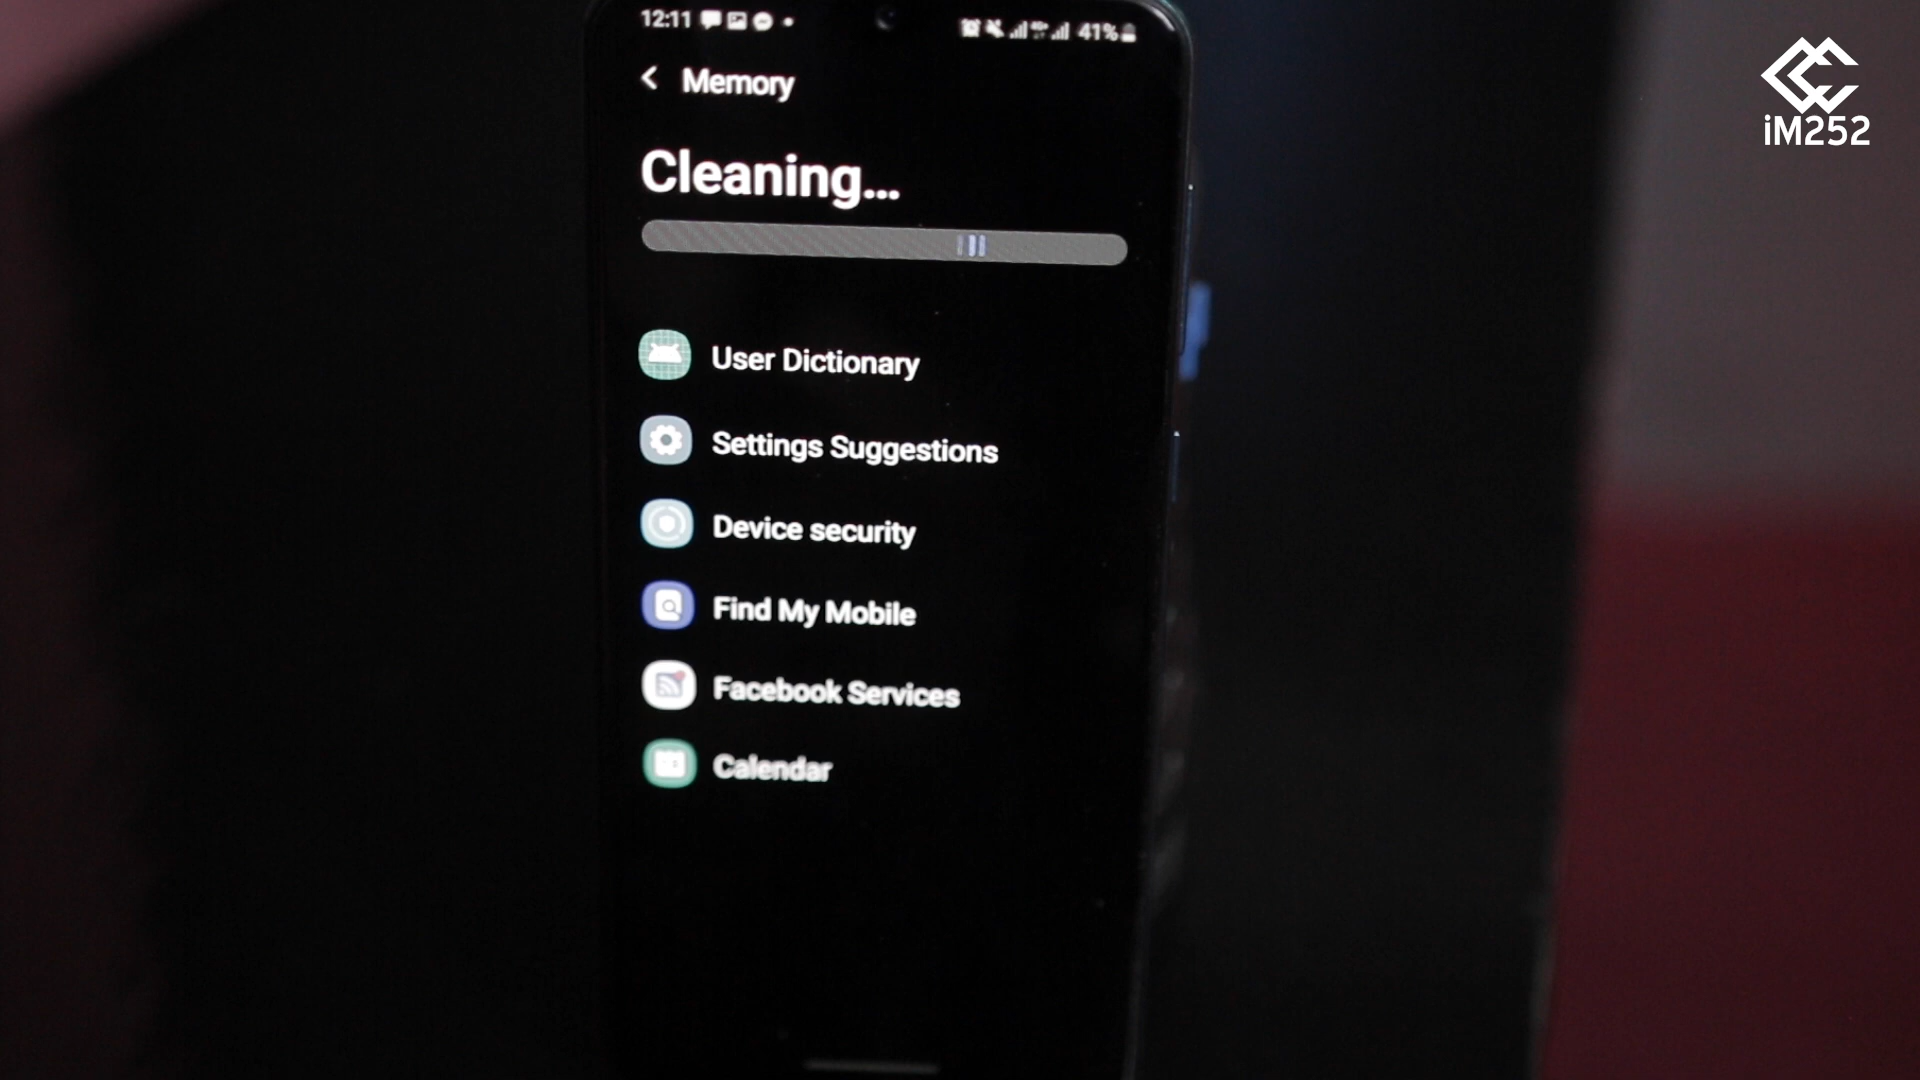 12:11
41%
Memory
iM252
Cleaning...
User Dictionary
Settings Suggestions
Device security
Find My Mobile
Facebook Services
Calendar